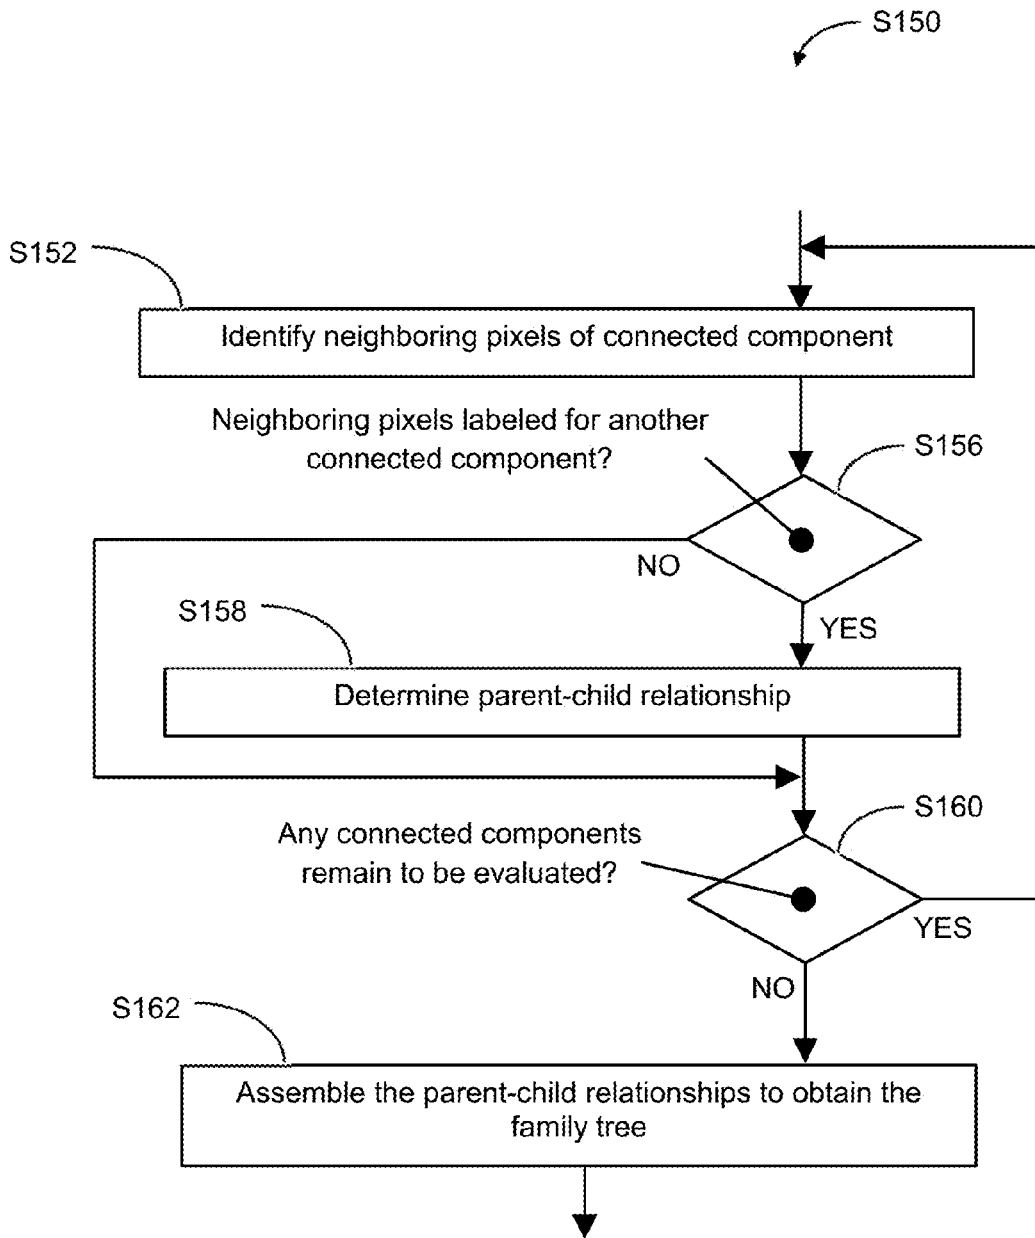 S150
S152
Identify neighboring pixels of connected component
Neighboring pixels labeled for another
connected component?
S156
NO
YES
S158
Determine parent-child relationship
S160
Any connected components
remain to be evaluated?
YES
NO
S162
Assemble the parent-child relationships to obtain the
family tree